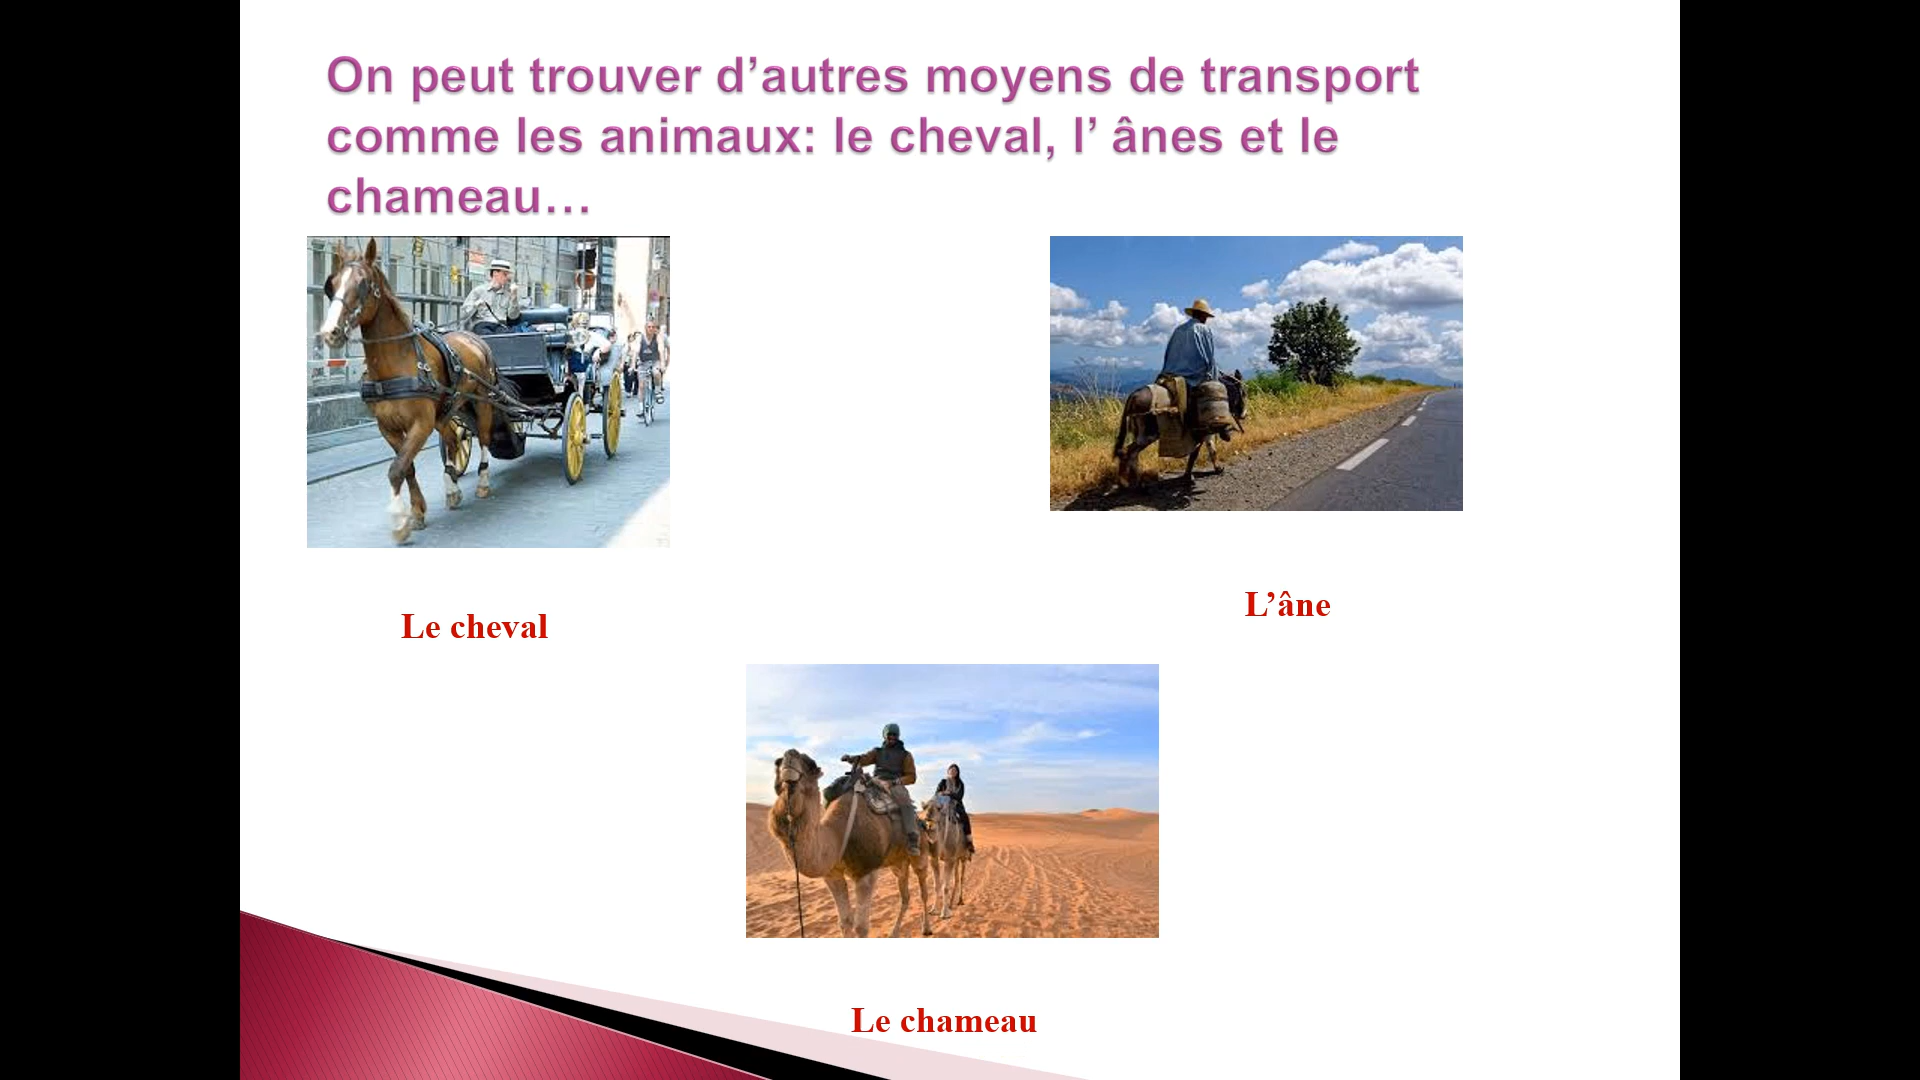 On peut trouver d’autres moyens de transport
comme les animaux: le cheval, l’ ânes et le
chameau…
Le cheval
L’âne
Le chameau